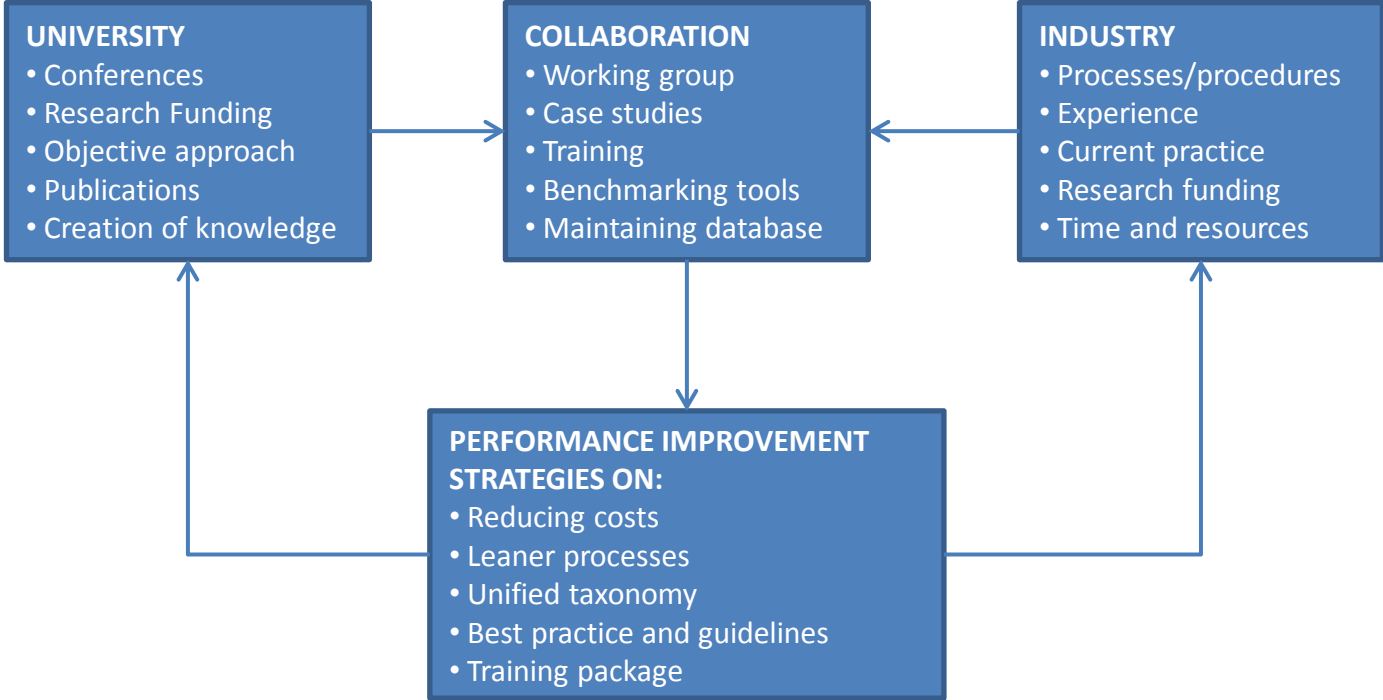 UNIVERSITY
• Conferences
• Research Funding
• Objective approach
• Publications
• Creation of knowledge
COLLABORATION
• Working group
• Case studies
• Training
• Benchmarking tools
• Maintaining database
INDUSTRY
• Processes/procedures
• Experience
• Current practice
• Research funding
• Time and resources
PERFORMANCE IMPROVEMENT
STRATEGIES ON:
• Reducing costs
• Leaner processes
• Unified taxonomy
• Best practice and guidelines
• Training package